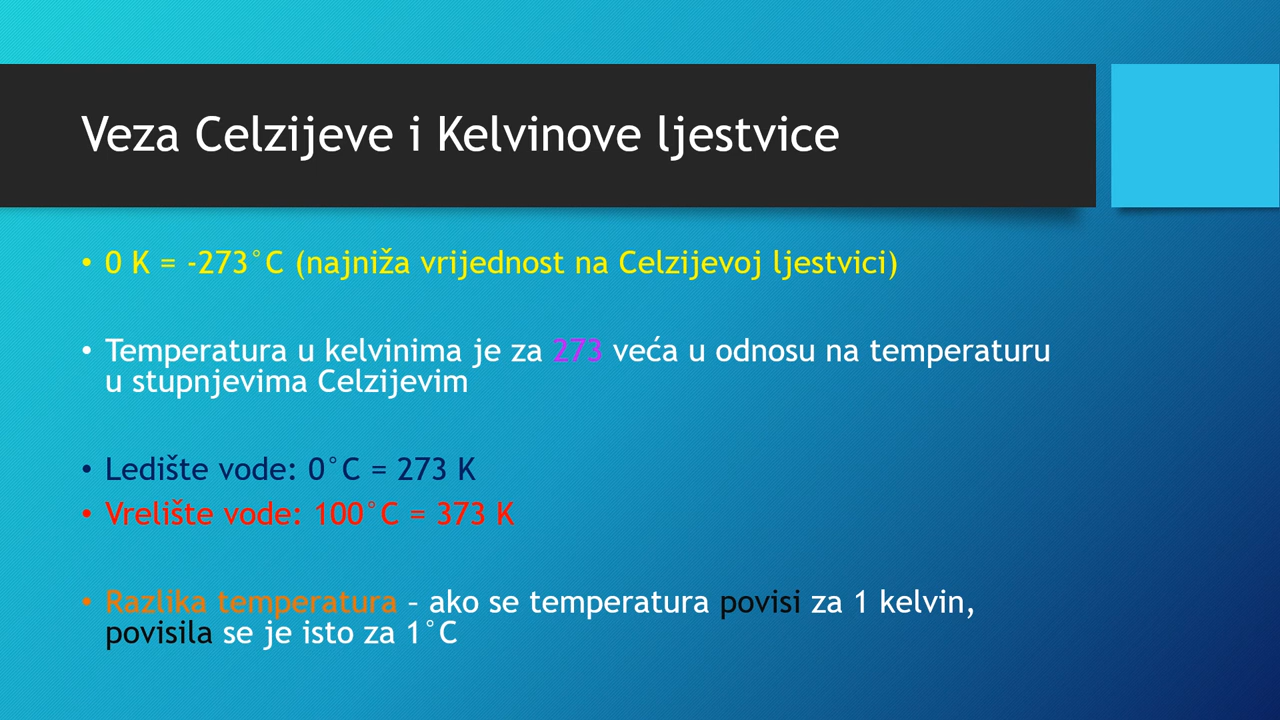 Veza Celzijeve i Kelvinove ljestvice
• 0 K = -273°C (najniža vrijednost na Celzijevoj ljestvici)
• Temperatura u kelvinima je za 273 veća u odnosu na temperaturu
u stupnjevima Celzijevim
• Ledište vode: 0°C = 273 K
• Vrelište vode: 100°C = 373 K
• Razlika temperatura – ako se temperatura povisi za 1 kelvin,
povisila se je isto za 1°C